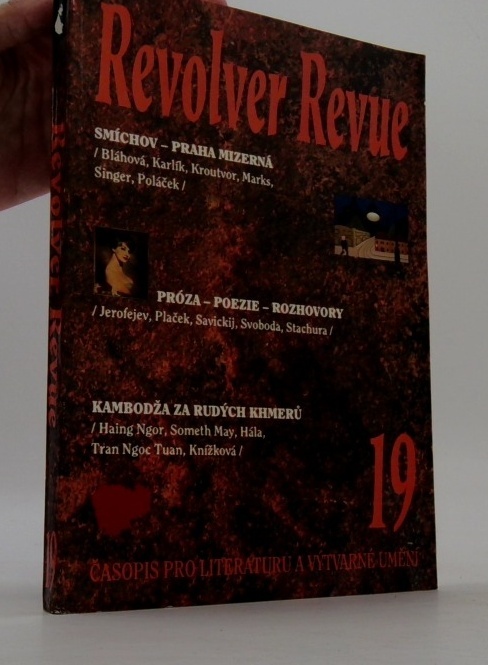 Revolver Revue
SMÍCHOV – PRAHA MIZERNÁ
/ Bláhová, Karlík, Kroutvor, Marks,
Singer, Poláček /
PRÓZA – POEZIE – ROZHOVORY
/ Jerofejev, Plaček, Savickij, Svoboda, Stachura /
KAMBODŽA ZA RUDÝCH KHMERŮ
/ Haing Ngor, Someth May, Hála,
Tran Ngoc Tuan, Knížková /
19
ČASOPIS PRO LITERATURU A VÝTVARNÉ UMĚNÍ
Revolver Revue
19